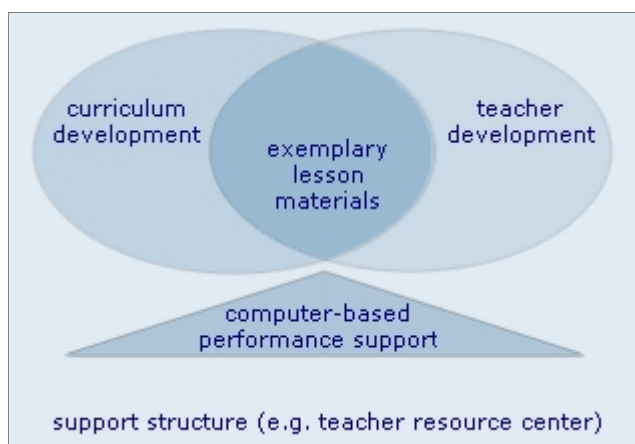 curriculum
development
teacher
development
exemplary
lesson
materials
computer-based
performance support
support structure (e.g. teacher resource center)